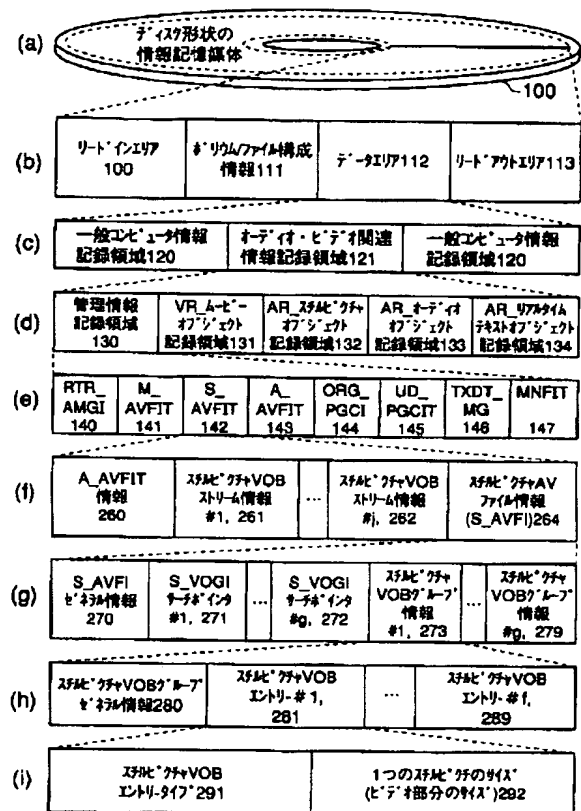 (a)
ディスク形状の
情報記憶媒体
100
(b)
リードインエリア
100
ボリウム/ファイル構成
情報111
データエリア112
リードアウトエリア113
(c)
一般コンピュータ情報
記録領域120
オーディオ・ビデオ関連
情報記録領域121
一般コンピュータ情報
記録領域120
(d)
管理情報
記録領域
130
VR_ムービー
オブジェクト
記録領域131
AR_スチルピクチャ
オブジェクト
記録領域132
AR_オーディオ
オブジェクト
記録領域133
AR_リアルタイム
テキストオブジェクト
記録領域134
(e)
RTR_
AMGI
140
M_
AVFIT
141
S_
AVFIT
142
A_
AVFIT
143
ORG_
PGCI
144
UD_
PGCIT
145
TXDT_
MG
146
MNFIT
147
(f)
A_AVFIT
情報
260
スチルピクチャVOB
ストリーム情報
#1, 261
...
スチルピクチャVOB
ストリーム情報
#j, 262
スチルピクチャAV
ファイル情報
(S_AVFI)264
(g)
S_AVFI
ゼネラル情報
270
S_VOGI
サーチポインタ
#1, 271
...
S_VOGI
サーチポインタ
#g, 272
スチルピクチャ
VOBグループ
情報
#1, 273
...
スチルピクチャ
VOBグループ
情報
#g, 279
(h)
スチルピクチャVOBグループ
ゼネラル情報280
スチルピクチャVOB
エントリー#1,
281
...
スチルピクチャVOB
エントリー#f,
289
(i)
スチルピクチャVOB
エントリータイプ291
1つのスチルピクチのサイズ
(ビデオ部分のサイズ)292